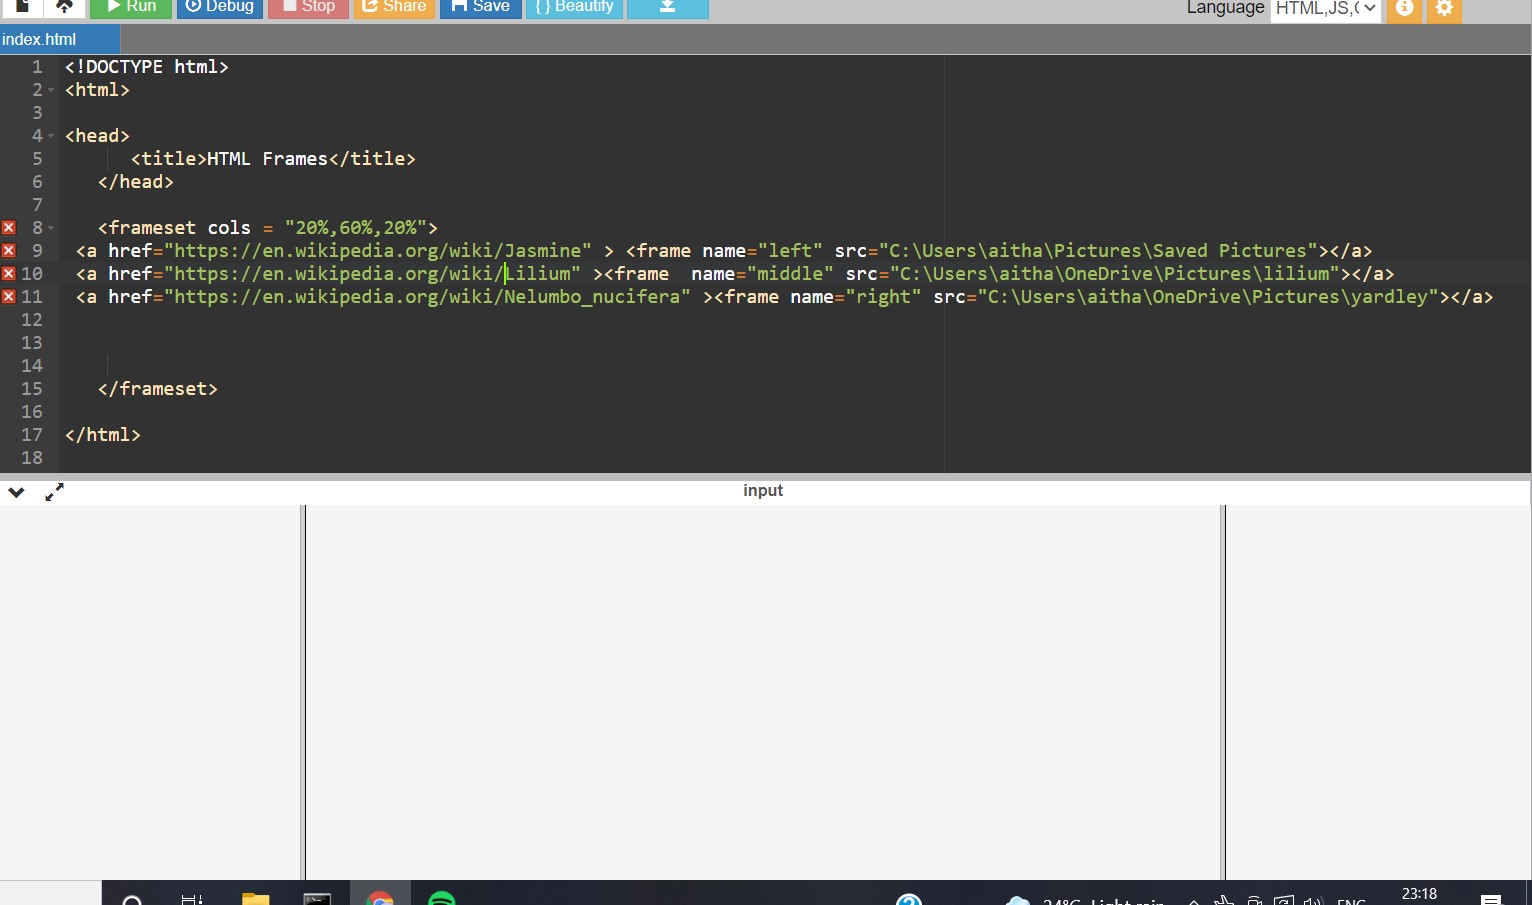 Run Debug Stop Share Save { } Beautify Language HTML,JS,(
index.html
1 <!DOCTYPE html>
2 <html>
3
4 <head>
5 <title>HTML Frames</title>
6 </head>
7
8 <frameset cols = "20%,60%,20%">
9 <a href="https://en.wikipedia.org/wiki/Jasmine" > <frame name="left" src="C:\Users\aitha\Pictures\Saved Pictures"></a>
10 <a href="https://en.wikipedia.org/wiki/Lilium" ><frame  name="middle" src="C:\Users\aitha\OneDrive\Pictures\lilium"></a>
11 <a href="https://en.wikipedia.org/wiki/Nelumbo_nucifera" ><frame name="right" src="C:\Users\aitha\OneDrive\Pictures\yardley"></a>
12
13
14
15 </frameset>
16
17 </html>
18
input
24°C Light rain ENG 23:18